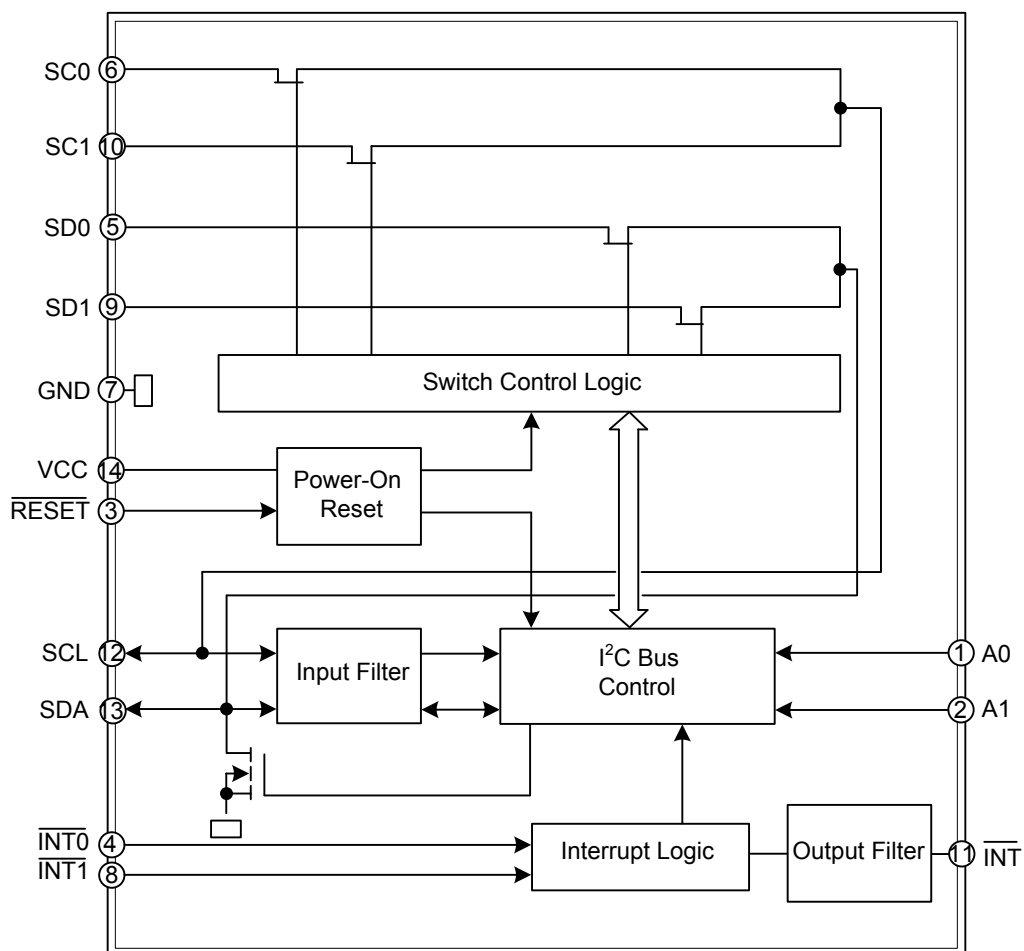 SC0 6
SC1 10
SD0 5
SD1 9
Switch Control Logic
GND 7
VCC 14
RESET 3
Power-On
Reset
SCL 12
SDA 13
Input Filter
I²C Bus
Control
1 A0
2 A1
INT0 4
INT1 8
Interrupt Logic
Output Filter
11 INT